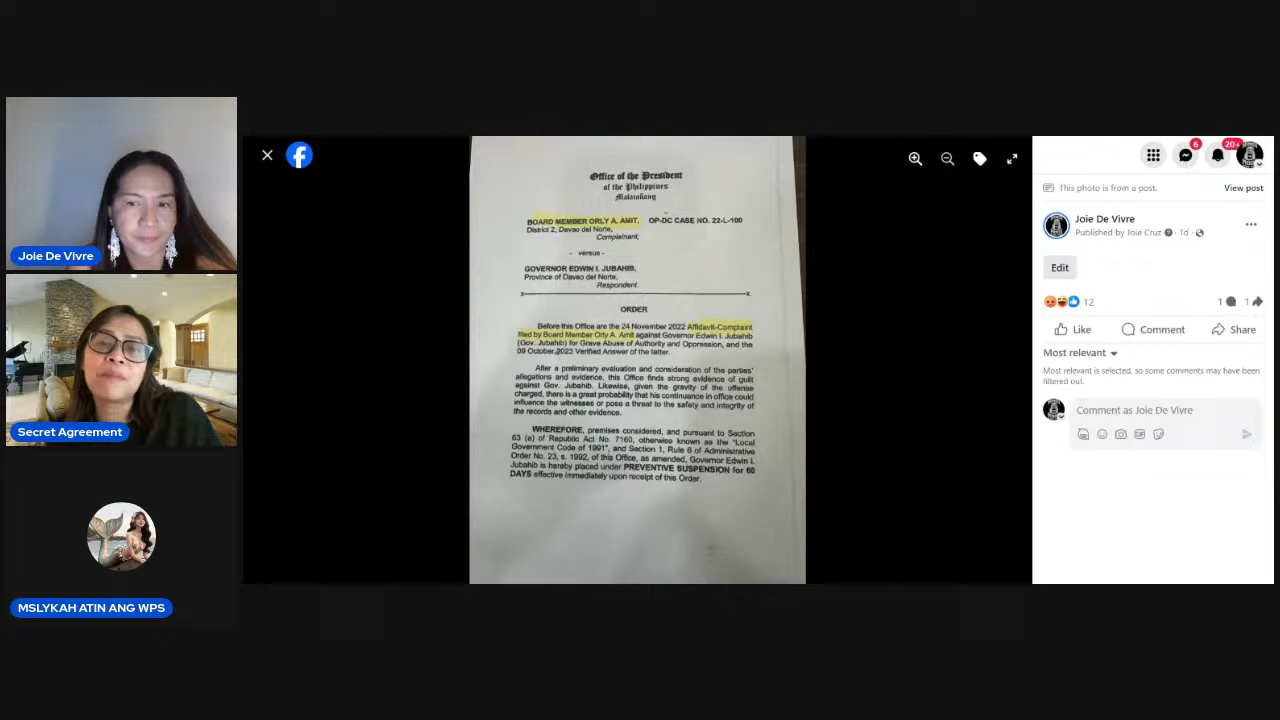 Joie De Vivre
Secret Agreement
MSLYKAH ATIN ANG WPS
Office of the President
of the Philippines
Malacañang
BOARD MEMBER ORLY A. AMIT, OP-DC CASE NO. 22-L-100
District 2, Davao del Norte,
Complainant,
- versus -
GOVERNOR EDWIN I. JUBAHIB,
Province of Davao del Norte,
Respondent.
x---x
ORDER
Before this Office are the 24 November 2022 Affidavit-Complaint
filed by Board Member Orly A. Amit against Governor Edwin I. Jubahib
(Gov. Jubahib) for Grave Abuse of Authority and Oppression, and the
09 October,2023 Verified Answer of the latter.
After a preliminary evaluation and consideration of the parties'
allegations and evidence, this Office finds strong evidence of guilt
against Gov. Jubahib. Likewise, given the gravity of the offense
charged, there is a great probability that his continuance in office could
influence the witnesses or pose a threat to the safety and integrity of
the records and other evidence.
WHEREFORE, premises considered, and pursuant to Section
63 (a) of Republic Act No. 7160, otherwise known as the "Local
Government Code of 1991", and Section 1, Rule 6 of Administrative
Order No. 23, s. 1992, of this Office, as amended, Governor Edwin I.
Jubahib is hereby placed under PREVENTIVE SUSPENSION for 60
DAYS effective immediately upon receipt of this Order.
6
20+
This photo is from a post.
View post
Joie De Vivre
Published by Joie Cruz · 1d ·
Edit
12
1
1
Like
Comment
Share
Most relevant
Most relevant is selected, so some comments may have been
filtered out.
Comment as Joie De Vivre
GIF